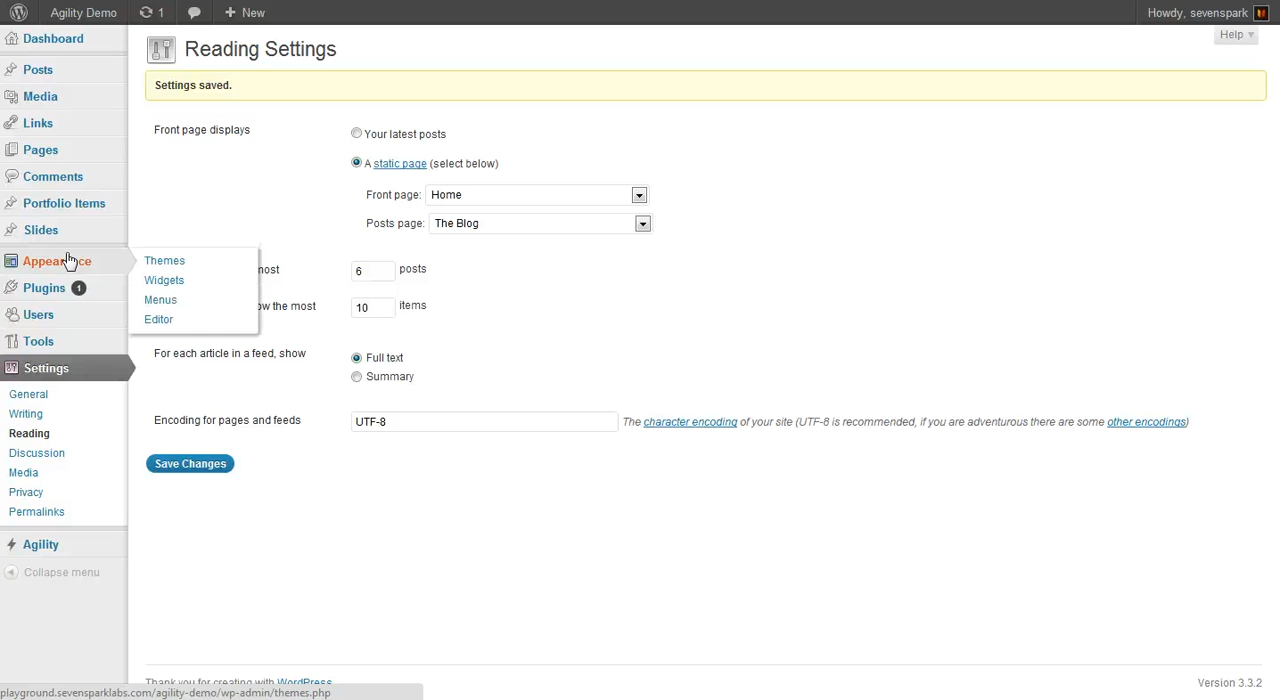 Agility Demo 1 New Howdy, sevenspark
Help
Dashboard
Posts
Media
Links
Pages
Comments
Portfolio Items
Slides
Appearance
Plugins 1
Users
Tools
Settings
General
Writing
Reading
Discussion
Media
Privacy
Permalinks
Agility
Collapse menu
Themes
Widgets
Menus
Editor
Reading Settings
Settings saved.
Front page displays
Your latest posts
A static page (select below)
Front page: Home
Posts page: The Blog
most 6 posts
ow the most 10 items
For each article in a feed, show
Full text
Summary
Encoding for pages and feeds UTF-8 The character encoding of your site (UTF-8 is recommended, if you are adventurous there are some other encodings)
Save Changes
Thank you for creating with WordPress
Version 3.3.2
playground.sevensparklabs.com/agility-demo/wp-admin/themes.php